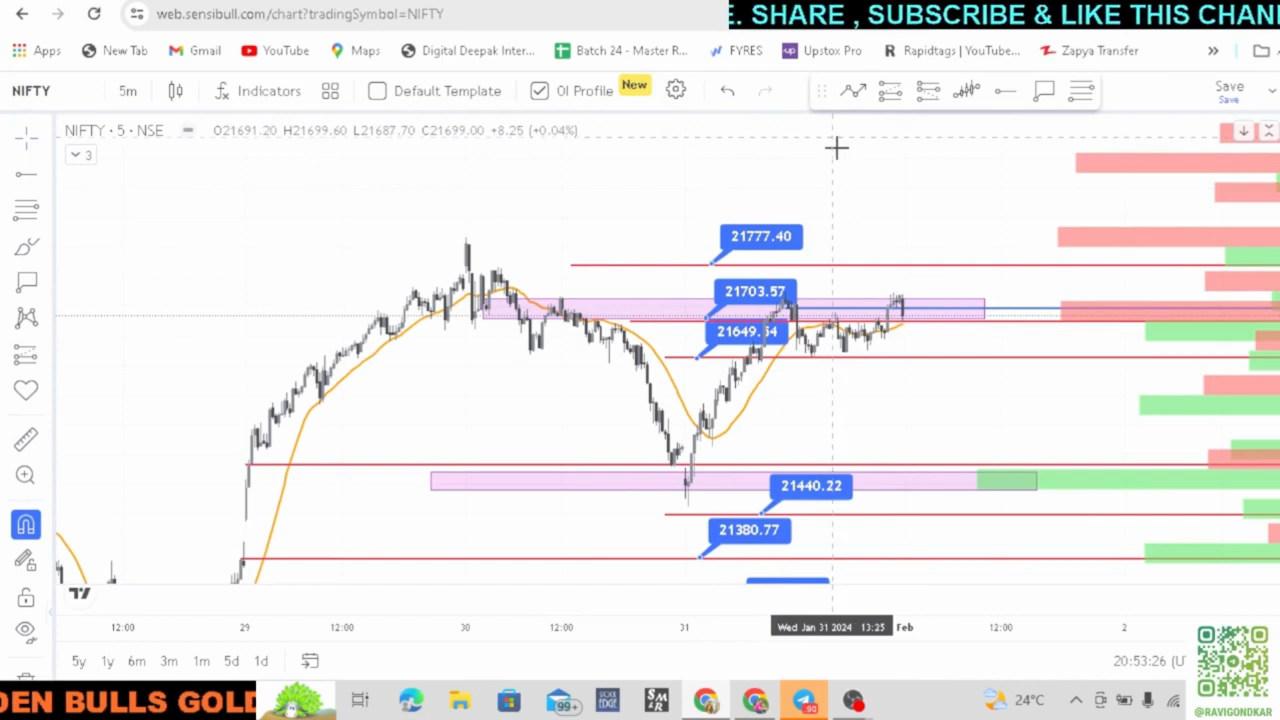 web.sensibull.com/chart?tradingSymbol=NIFTY
E. SHARE , SUBSCRIBE & LIKE THIS CHAN
Apps New Tab Gmail YouTube Maps Digital Deepak Inter... Batch 24 - Master R... FYRES Upstox Pro Rapidtags | YouTube... Zapya Transfer
NIFTY 5m Indicators Default Template OI Profile New Save
Save
NIFTY · 5 · NSE O21691.20 H21699.60 L21687.70 C21699.00 +8.25 (+0.04%)
3
21777.40
21703.57
21649.54
21440.22
21380.77
12:00 29 12:00 30 12:00 31 Wed Jan 31 2024 13:25 Feb 12:00 2
5y 1y 6m 3m 1m 5d 1d 20:53:26 (U
DEN BULLS GOLD
99+
24°C
@RAVIGONDKAR